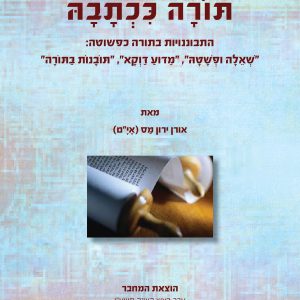 תּוֹרָה כִּכְתָבָהּ
התבוננויות בתורה כפשוטה:
"שְׁאֵלָה וּפְשָׁטָהּ", "מַדּוּעַ דַּוְקָא", "תּוֹבָנוֹת בַּתּוֹרָה"
מאת
אורן ירון מס (אִיָ"ם)
הוצאת המחבר